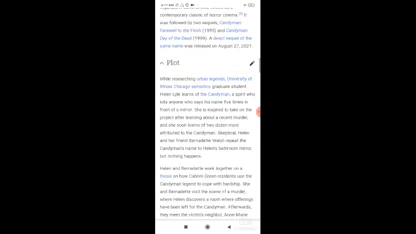 contemporary classic of horror cinema.[5] It
was followed by two sequels, Candyman:
Farewell to the Flesh (1995) and Candyman:
Day of the Dead (1999). A direct sequel of the
same name was released on August 27, 2021.
Plot
While researching urban legends, University of
Illinois Chicago semiotics graduate student
Helen Lyle learns of the Candyman, a spirit who
kills anyone who says his name five times in
front of a mirror. She is inspired to take on the
project after learning about a recent murder,
and she soon learns of two dozen more
attributed to the Candyman. Skeptical, Helen
and her friend Bernadette Walsh repeat the
Candyman's name to Helen's bathroom mirror,
but nothing happens.
Helen and Bernadette work together on a
thesis on how Cabrini-Green residents use the
Candyman legend to cope with hardship. She
and Bernadette visit the scene of a murder,
where Helen discovers a room where offerings
have been left for the Candyman. Afterwards,
they meet the victim's neighbor, Anne-Marie